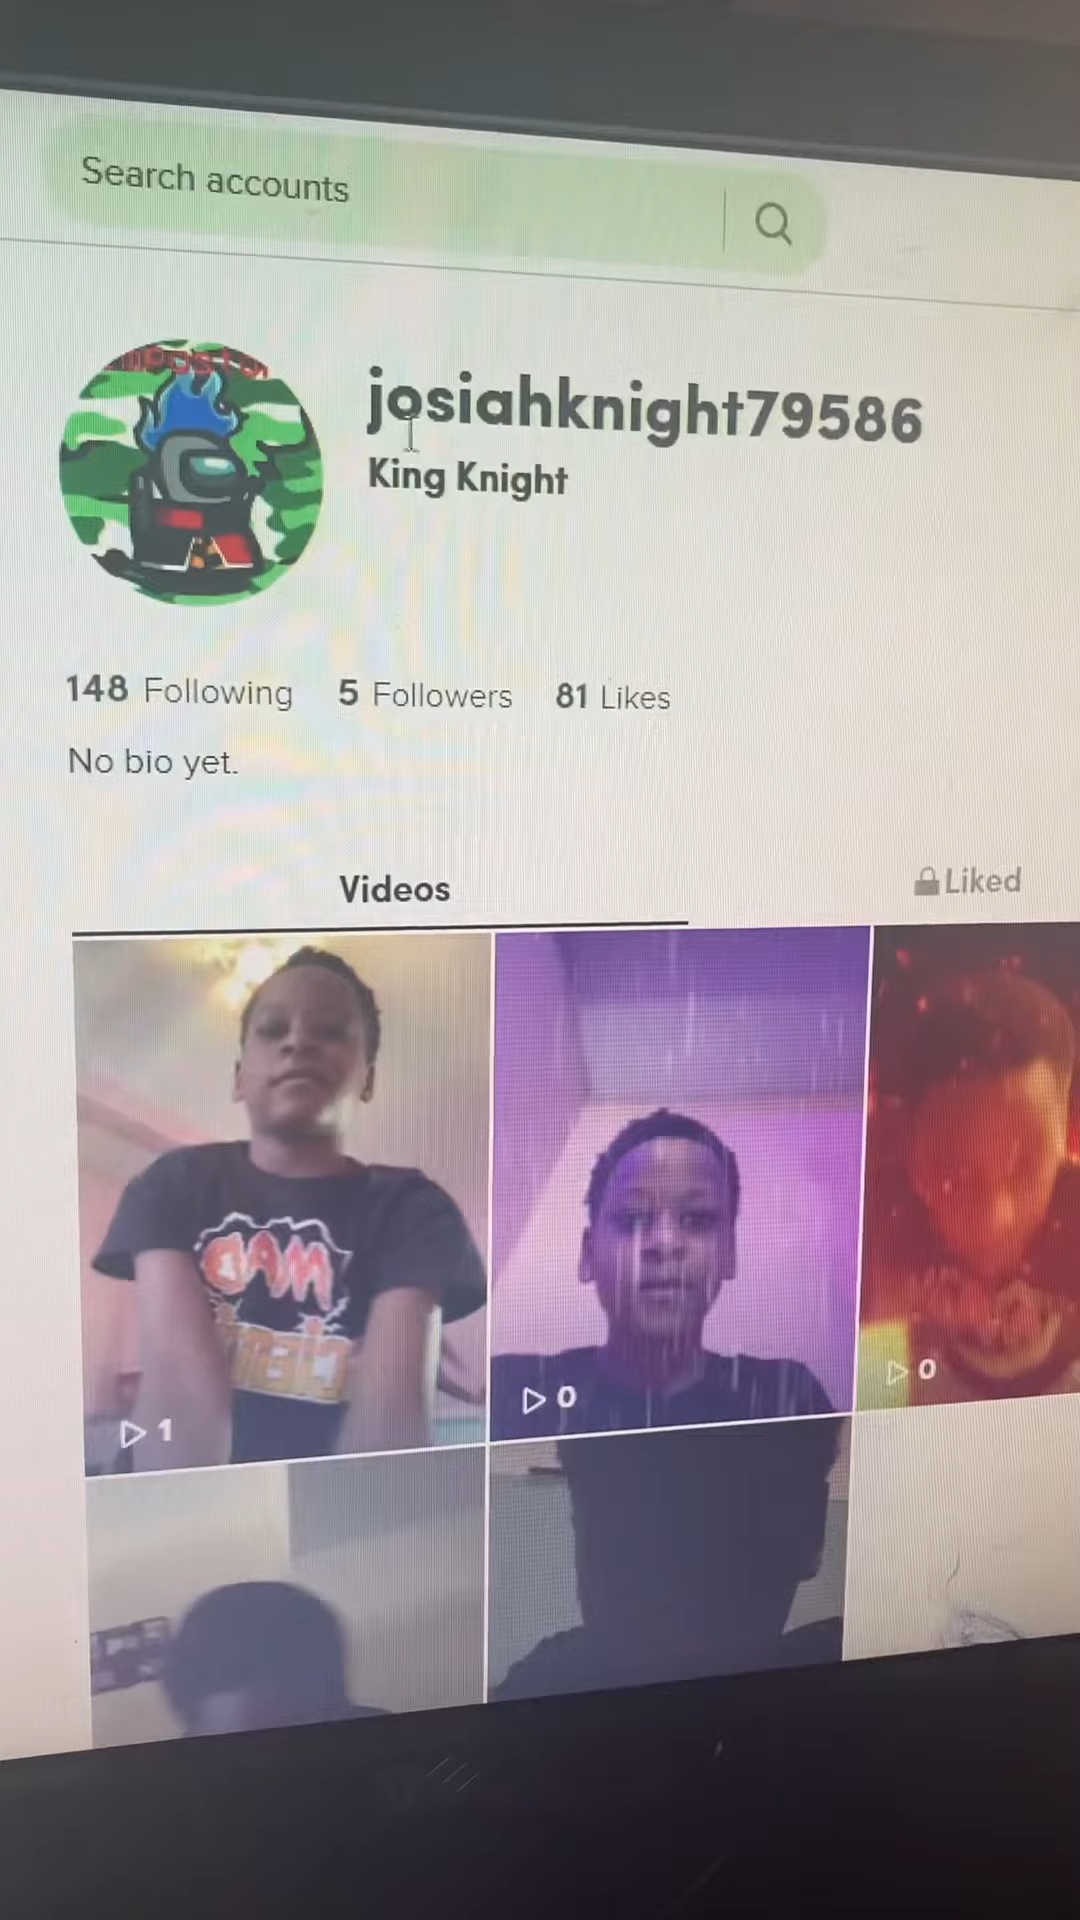 Search accounts
josiahknight79586
King Knight
148 Following 5 Followers 81 Likes
No bio yet.
Videos
Liked
1
0
0